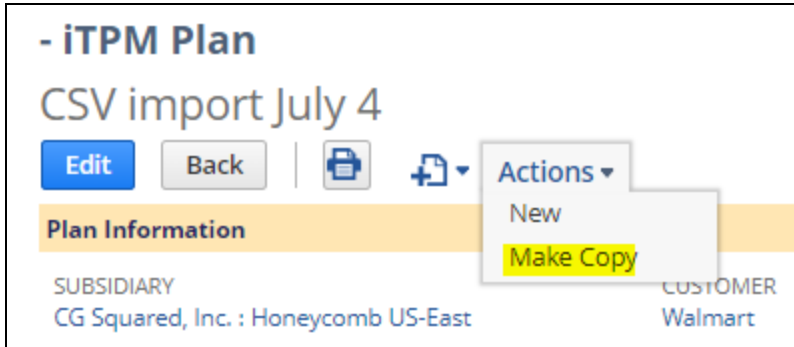 - iTPM Plan
CSV import July 4
Edit Back Actions
New
Make Copy
Plan Information
SUBSIDIARY
CG Squared, Inc. : Honeycomb US-East
CUSTOMER
Walmart